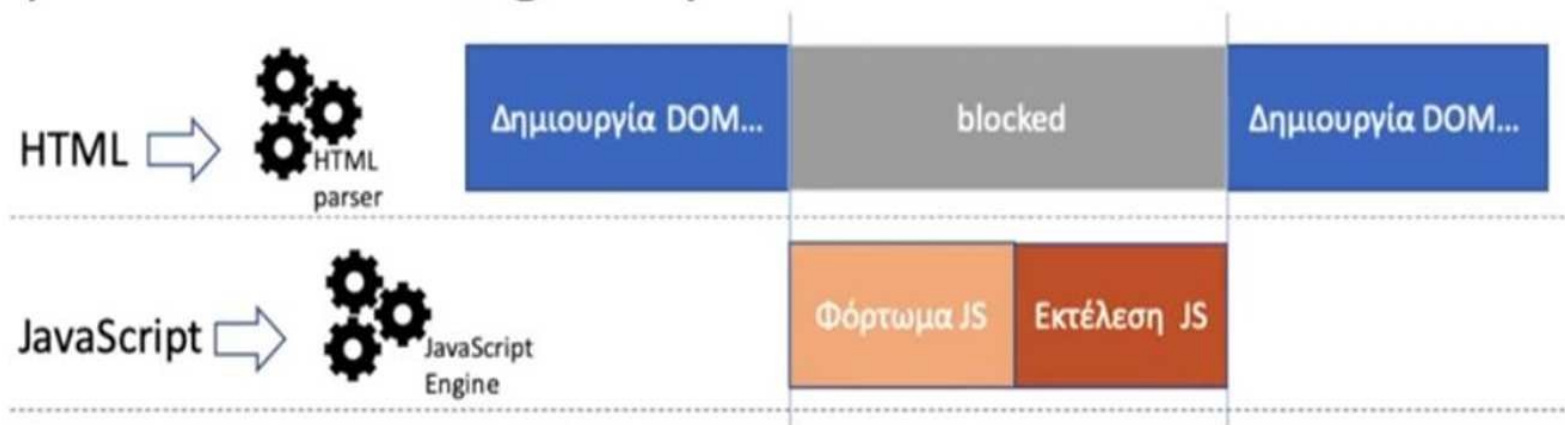 Δημιουργία DOM...
blocked
Δημιουργία DOM...
HTML
HTML
parser
Φόρτωμα JS
Εκτέλεση JS
JavaScript
JavaScript
Engine